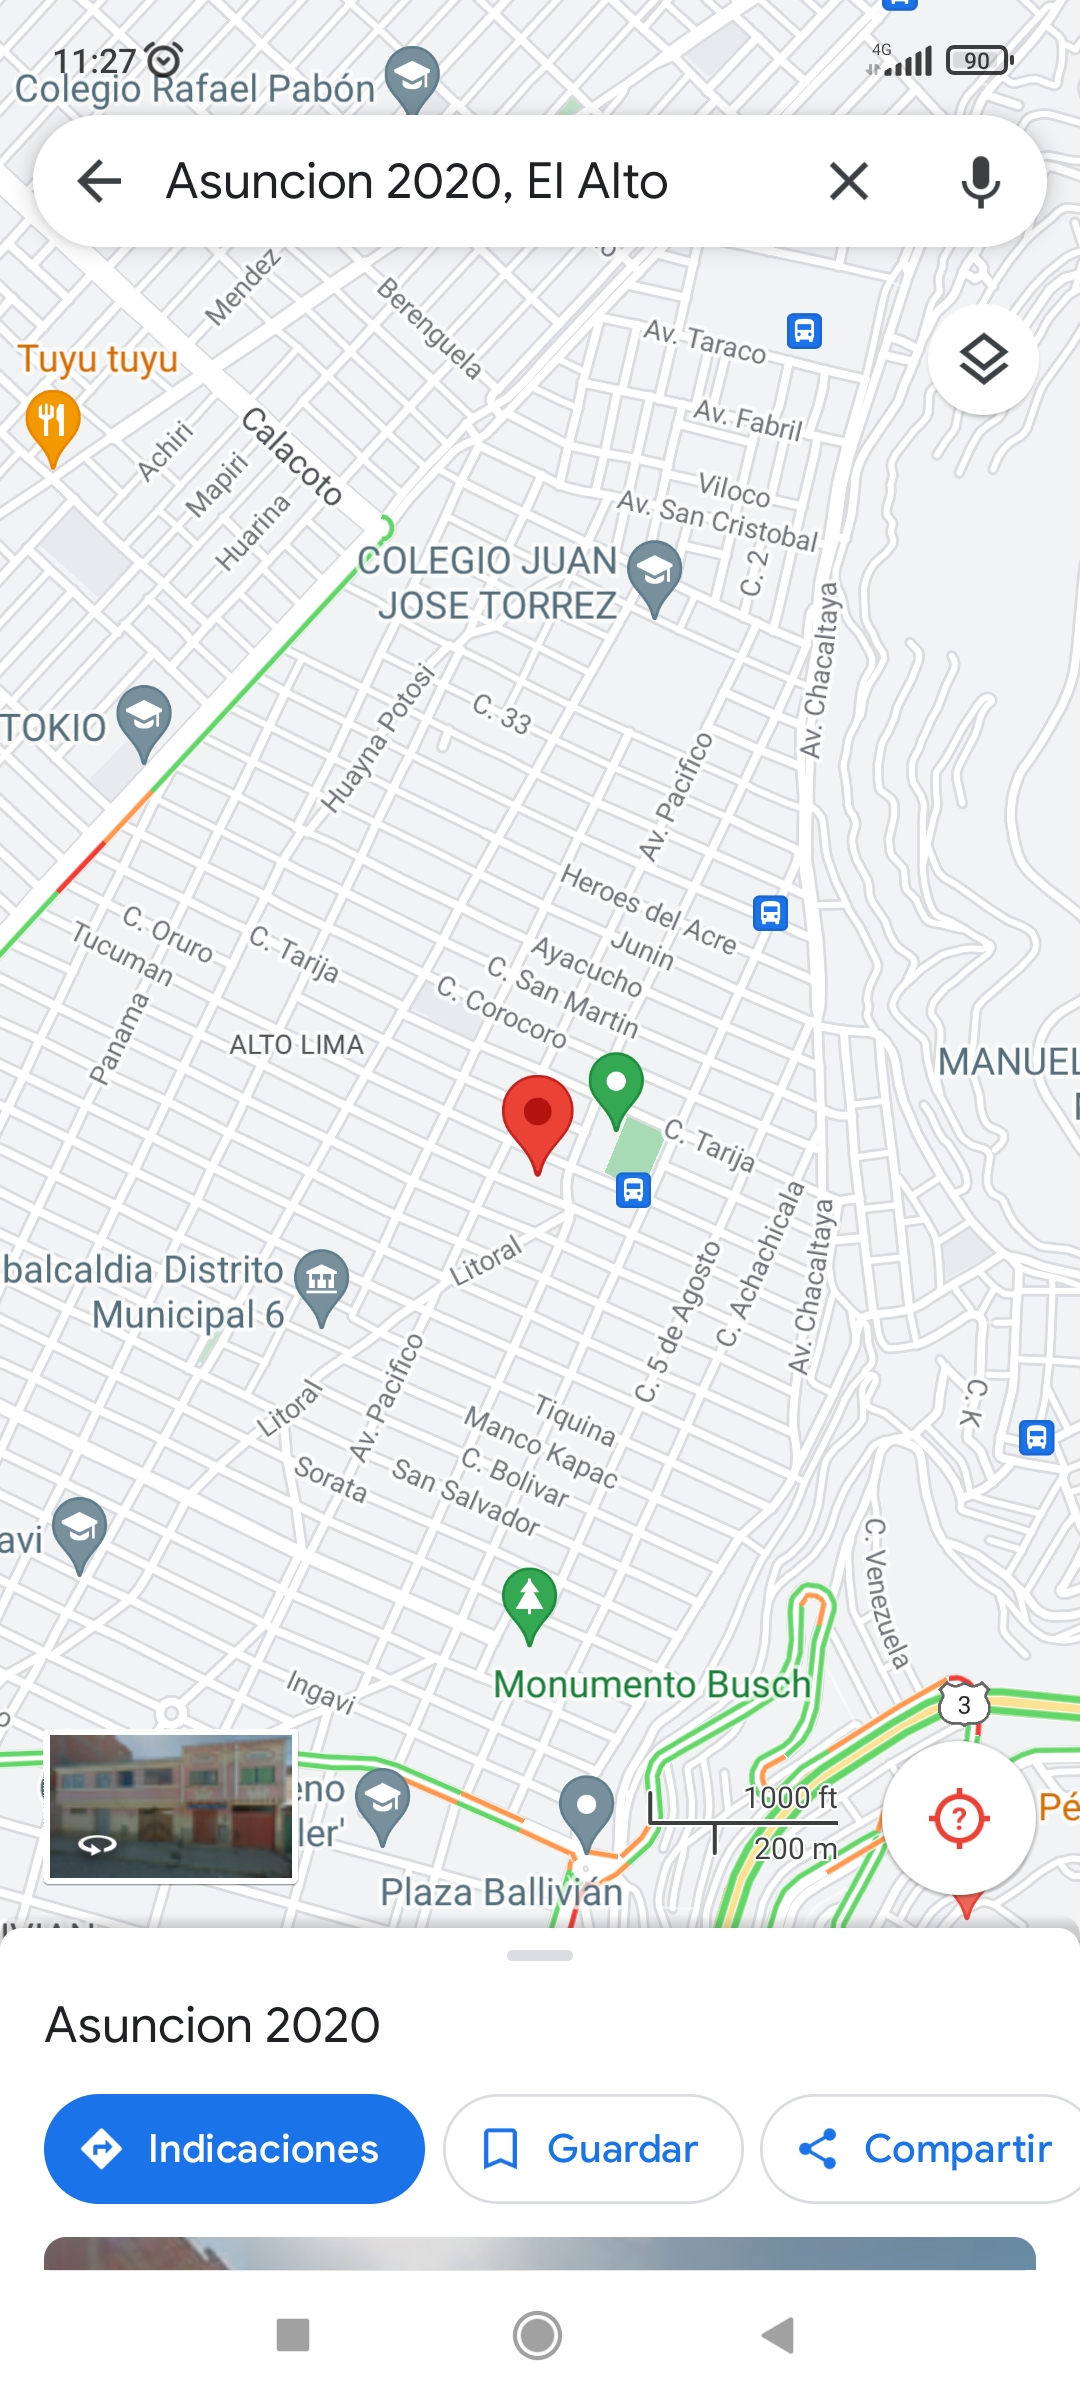 11:27
4G
90
Colegio Rafael Pabón
Asuncion 2020, El Alto
Mendez
Berenguela
Av. Taraco
Tuyu tuyu
Av. Fabril
Calacoto
Achiri
Mapiri
Huarina
Viloco
Av. San Cristobal
C. 2
COLEGIO JUAN
JOSE TORREZ
Av. Chacaltaya
TOKIO
Huayna Potosi
C. 33
Av. Pacifico
Heroes del Acre
Junin
Ayacucho
C. San Martin
C. Corocoro
C. Oruro
Tucuman
C. Tarija
Panama
ALTO LIMA
MANUEL
C. Tarija
balcaldia Distrito
Municipal 6
Litoral
C. 5 de Agosto
C. Achachicala
Av. Chacaltaya
Litoral
Av. Pacifico
Tiquina
Manco Kapac
C. Bolivar
San Salvador
Sorata
C. K
avi
C. Venezuela
Monumento Busch
Ingavi
3
eno
ler'
1000 ft
200 m
Pé
Plaza Ballivián
Asuncion 2020
Indicaciones
Guardar
Compartir